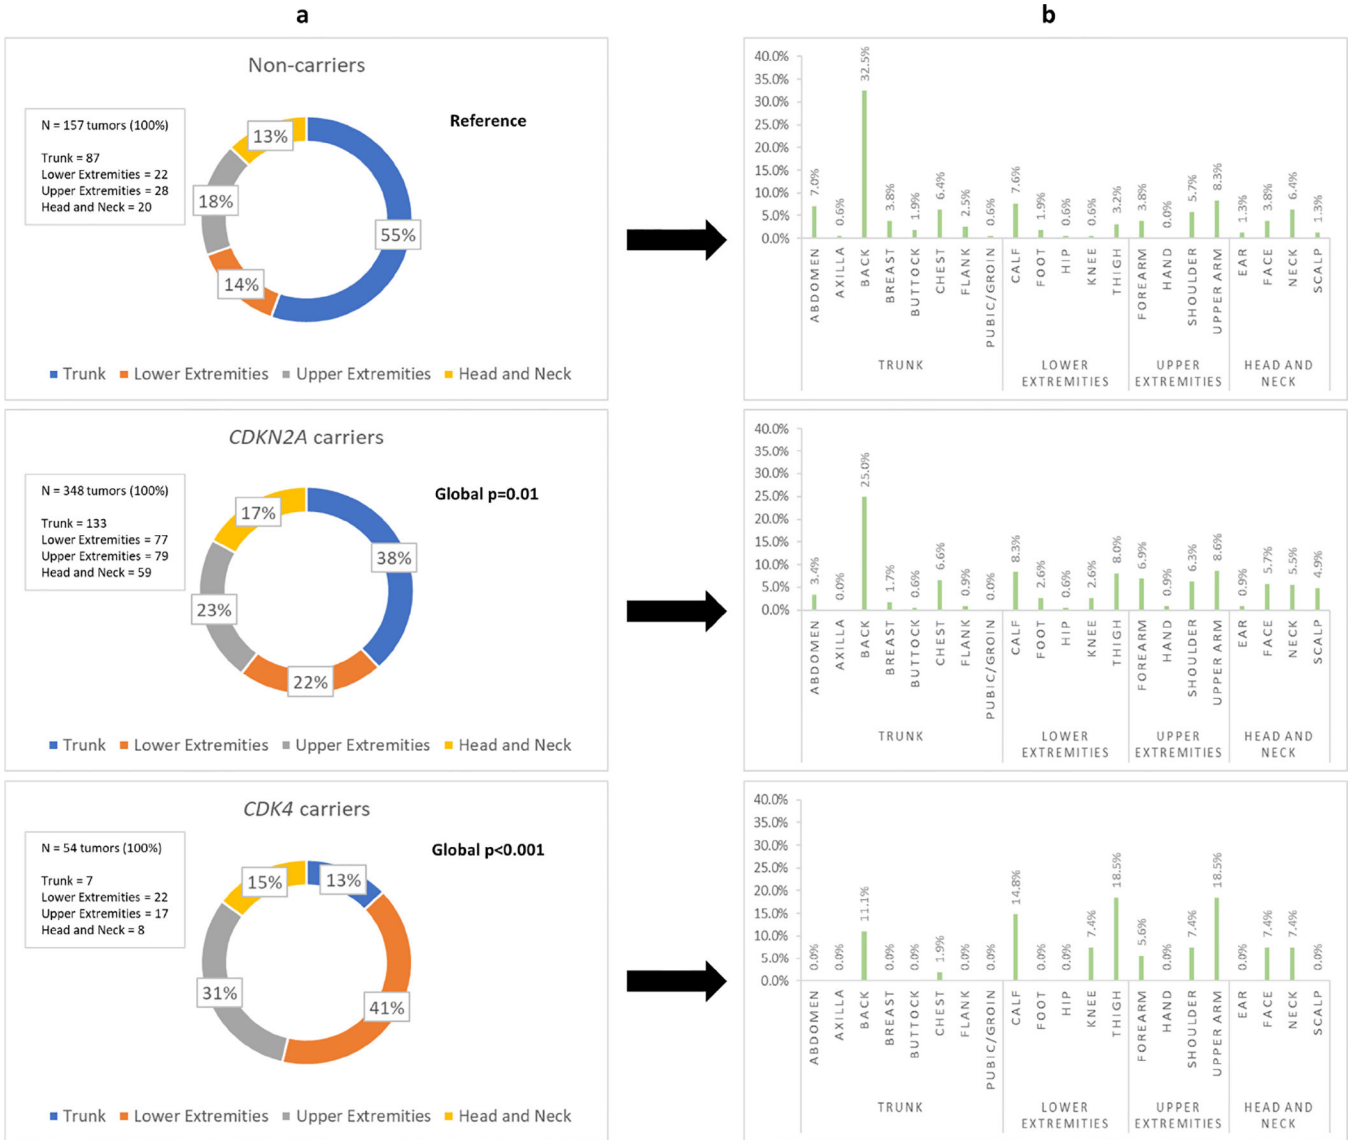 a
b
Non-carriers
N = 157 tumors (100%)
Trunk = 87
Lower Extremities = 22
Upper Extremities = 28
Head and Neck = 20
Reference
13%
18%
55%
14%
Trunk Lower Extremities Upper Extremities Head and Neck
40.0%
35.0%
30.0%
25.0%
20.0%
15.0%
10.0%
5.0%
0.0%
7.0% 0.6% 32.5% 3.8% 1.9% 6.4% 2.5% 0.6% 7.6% 1.9% 0.6% 0.6% 3.2% 3.8% 0.0% 5.7% 8.3% 1.3% 3.8% 6.4% 1.3%
ABDOMEN AXILLA BACK BREAST BUTTOCK CHEST FLANK PUBIC/GROIN CALF FOOT HIP KNEE THIGH FOREARM HAND SHOULDER UPPER ARM EAR FACE NECK SCALP
TRUNK LOWER EXTREMITIES UPPER EXTREMITIES HEAD AND NECK
CDKN2A carriers
N = 348 tumors (100%)
Trunk = 133
Lower Extremities = 77
Upper Extremities = 79
Head and Neck = 59
Global p=0.01
17%
38%
23%
22%
Trunk Lower Extremities Upper Extremities Head and Neck
40.0%
35.0%
30.0%
25.0%
20.0%
15.0%
10.0%
5.0%
0.0%
3.4% 0.0% 25.0% 1.7% 0.6% 6.6% 0.9% 0.0% 8.3% 2.6% 0.6% 2.6% 8.0% 6.9% 0.9% 6.3% 8.6% 0.9% 5.7% 5.5% 4.9%
ABDOMEN AXILLA BACK BREAST BUTTOCK CHEST FLANK PUBIC/GROIN CALF FOOT HIP KNEE THIGH FOREARM HAND SHOULDER UPPER ARM EAR FACE NECK SCALP
TRUNK LOWER EXTREMITIES UPPER EXTREMITIES HEAD AND NECK
CDK4 carriers
N = 54 tumors (100%)
Trunk = 7
Lower Extremities = 22
Upper Extremities = 17
Head and Neck = 8
Global p<0.001
15%
13%
31%
41%
Trunk Lower Extremities Upper Extremities Head and Neck
40.0%
35.0%
30.0%
25.0%
20.0%
15.0%
10.0%
5.0%
0.0%
0.0% 0.0% 11.1% 0.0% 0.0% 1.9% 0.0% 0.0% 14.8% 0.0% 0.0% 7.4% 18.5% 5.6% 0.0% 7.4% 18.5% 0.0% 7.4% 7.4% 0.0%
ABDOMEN AXILLA BACK BREAST BUTTOCK CHEST FLANK PUBIC/GROIN CALF FOOT HIP KNEE THIGH FOREARM HAND SHOULDER UPPER ARM EAR FACE NECK SCALP
TRUNK LOWER EXTREMITIES UPPER EXTREMITIES HEAD AND NECK